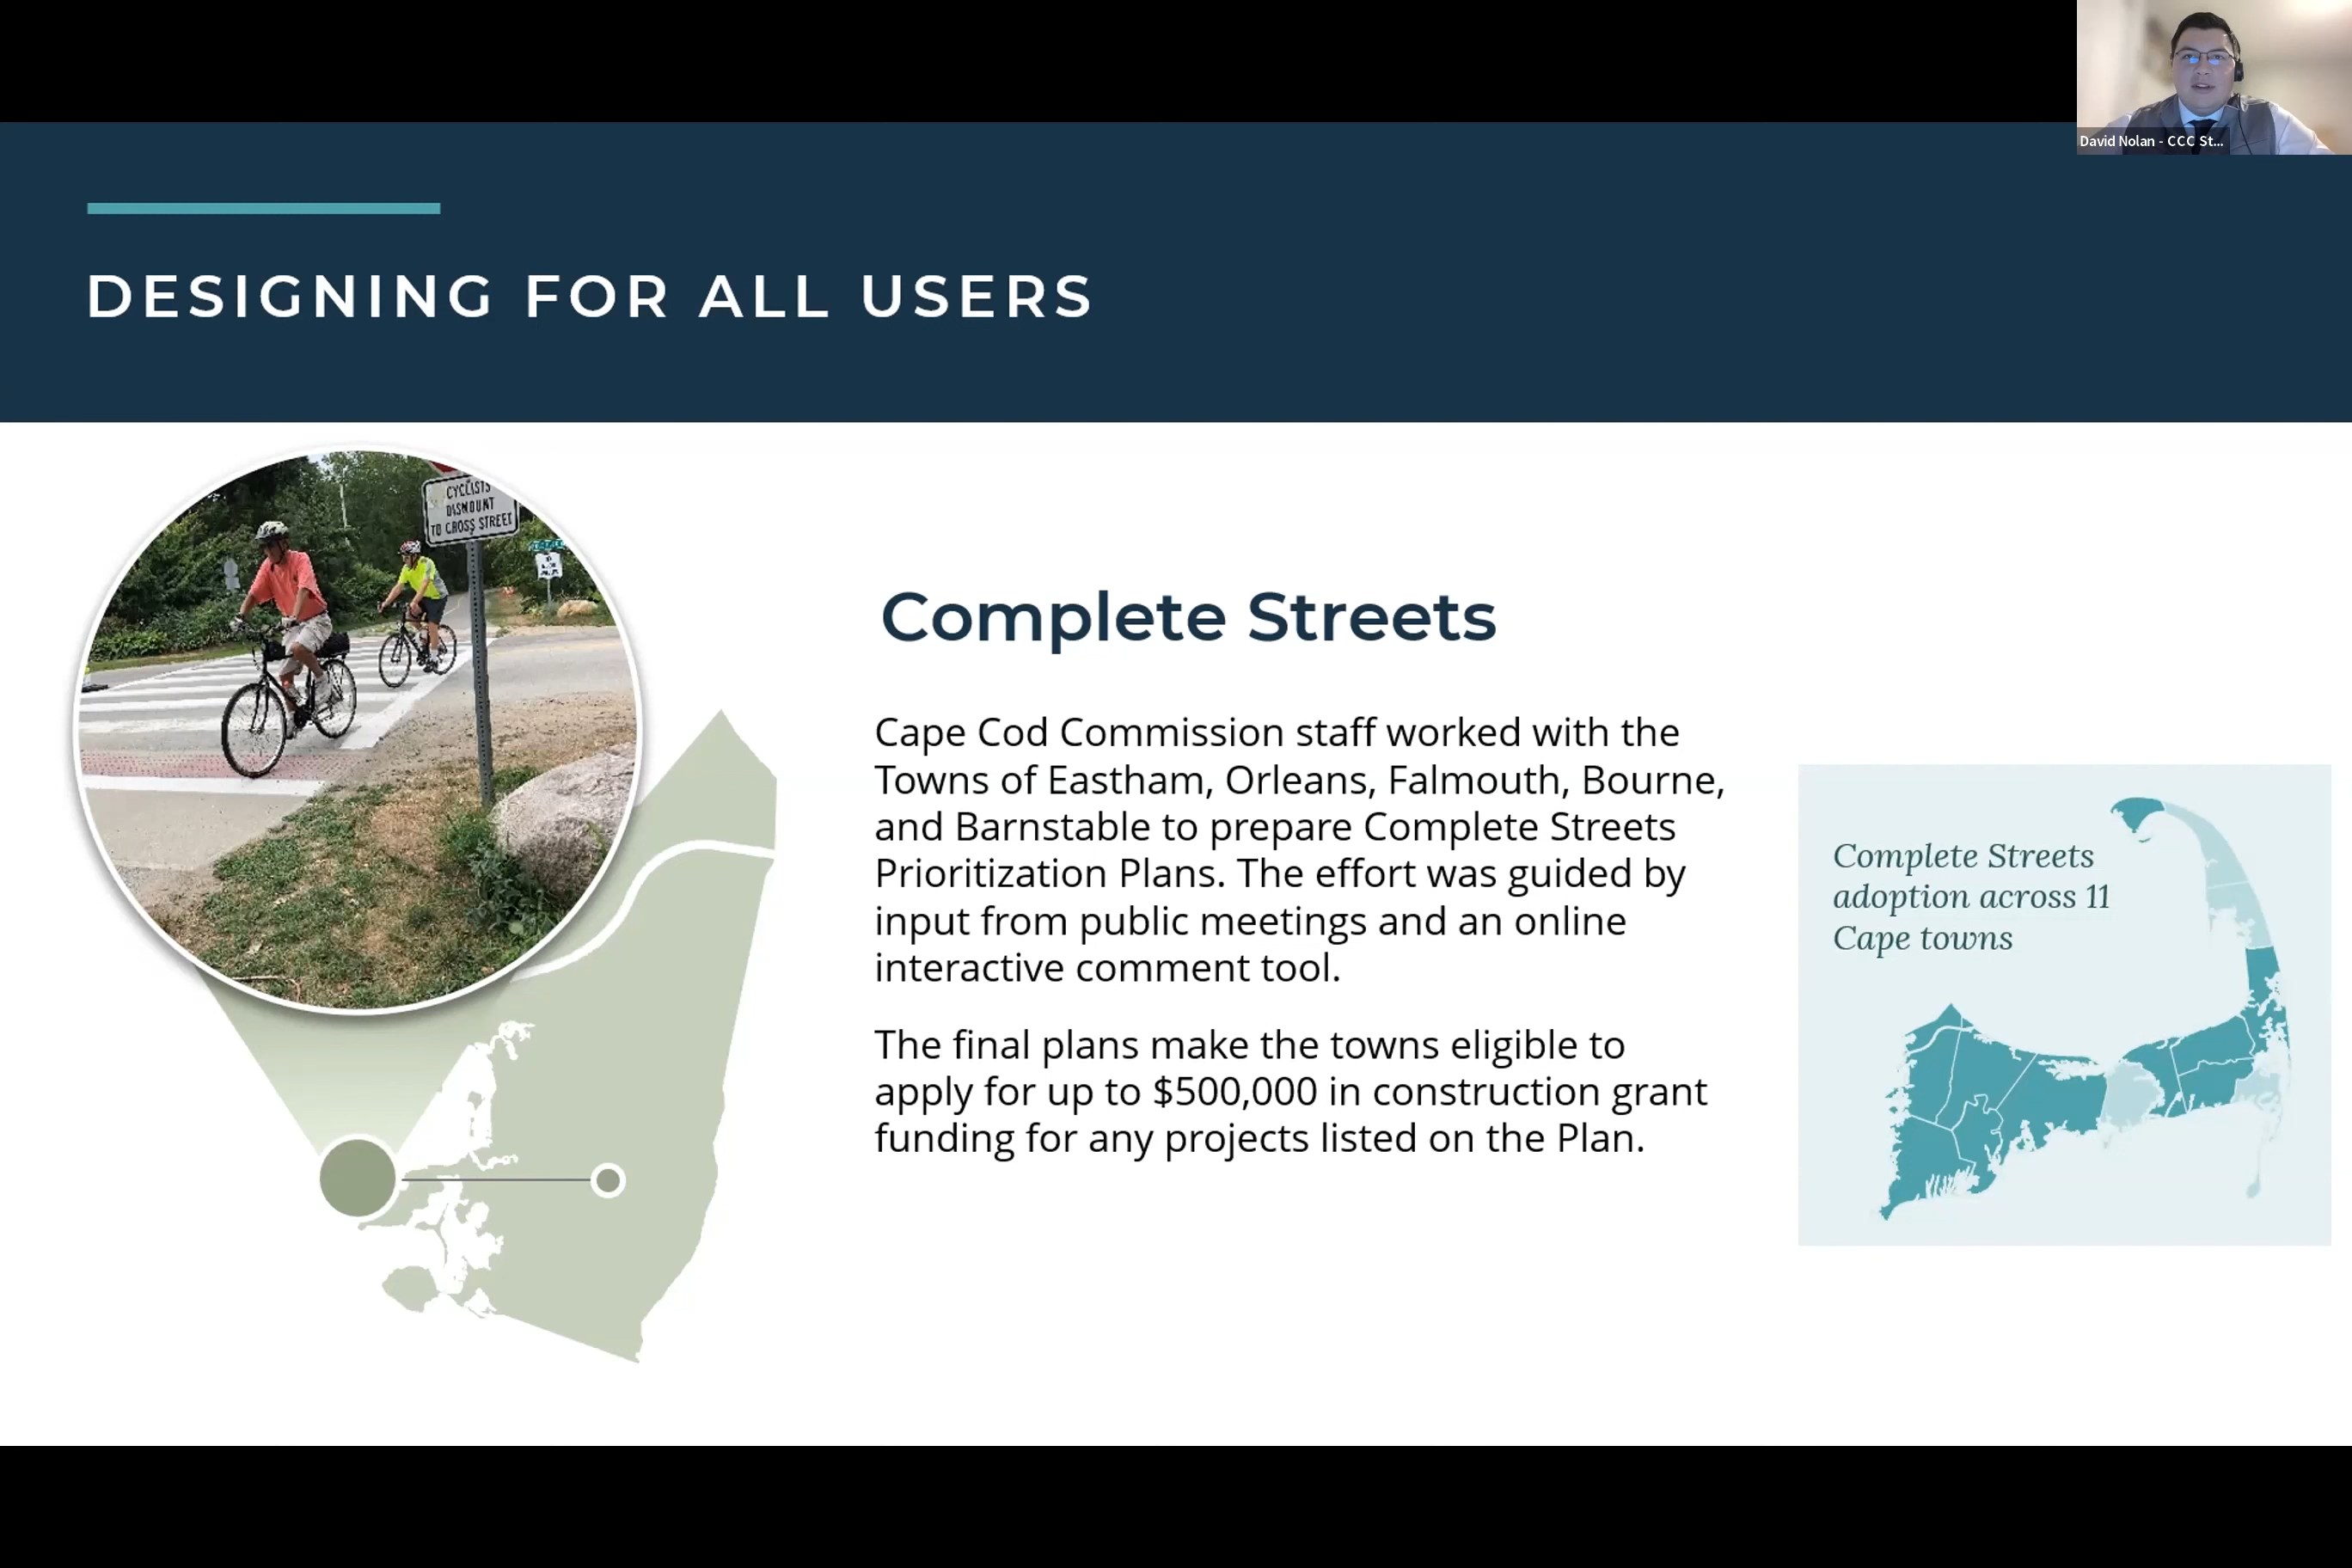 David Nolan - CCC St...
DESIGNING FOR ALL USERS
CYCLISTS
DISMOUNT
TO CROSS STREET
Complete Streets
Cape Cod Commission staff worked with the
Towns of Eastham, Orleans, Falmouth, Bourne,
and Barnstable to prepare Complete Streets
Prioritization Plans. The effort was guided by
input from public meetings and an online
interactive comment tool.
The final plans make the towns eligible to
apply for up to $500,000 in construction grant
funding for any projects listed on the Plan.
Complete Streets
adoption across 11
Cape towns